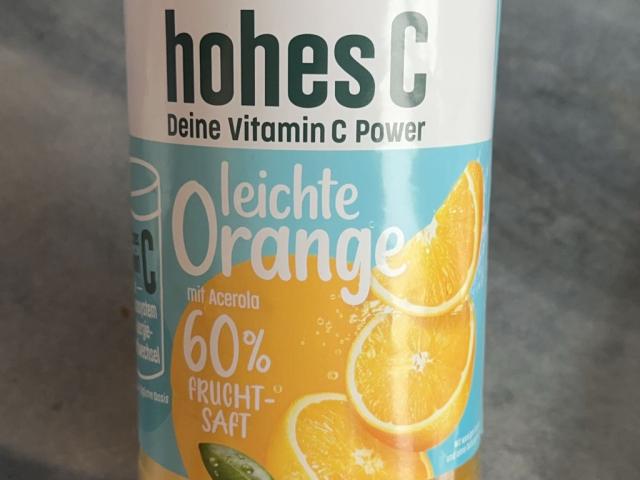 hohes C
Deine Vitamin C Power
leichte
Orange
mit Acerola
60%
FRUCHT-
SAFT
C